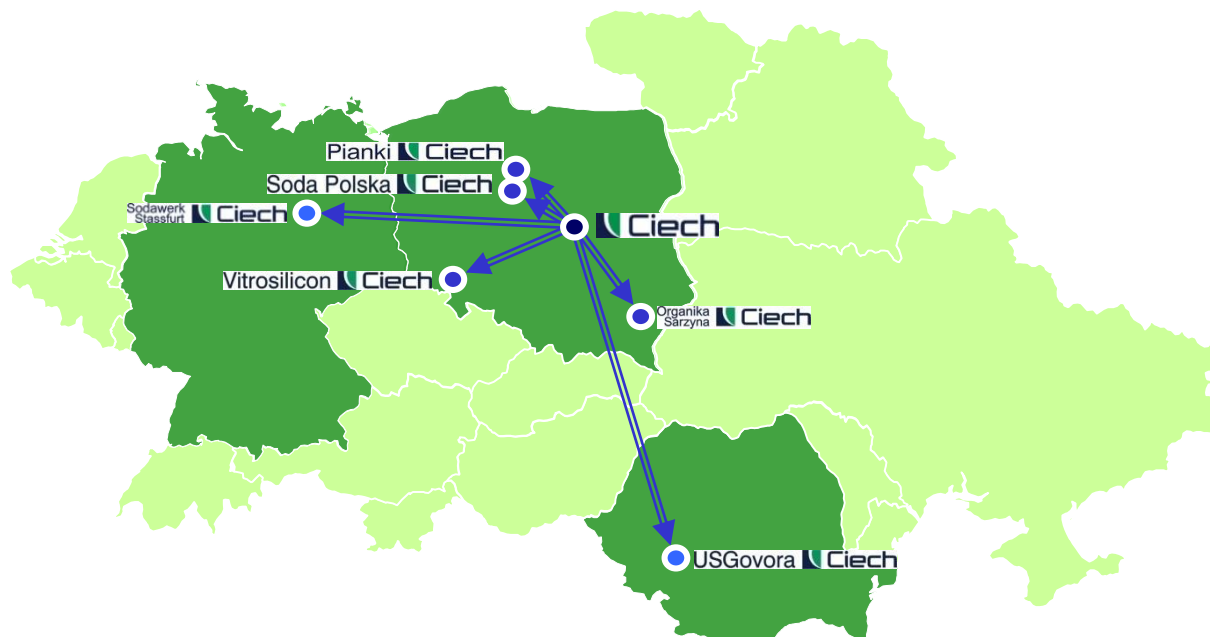 Pianki Ciech
Soda Polska Ciech
Sodawerk
Stassfurt Ciech
Ciech
Vitrosilicon Ciech
Organika
Sarzyna Ciech
USGovora Ciech